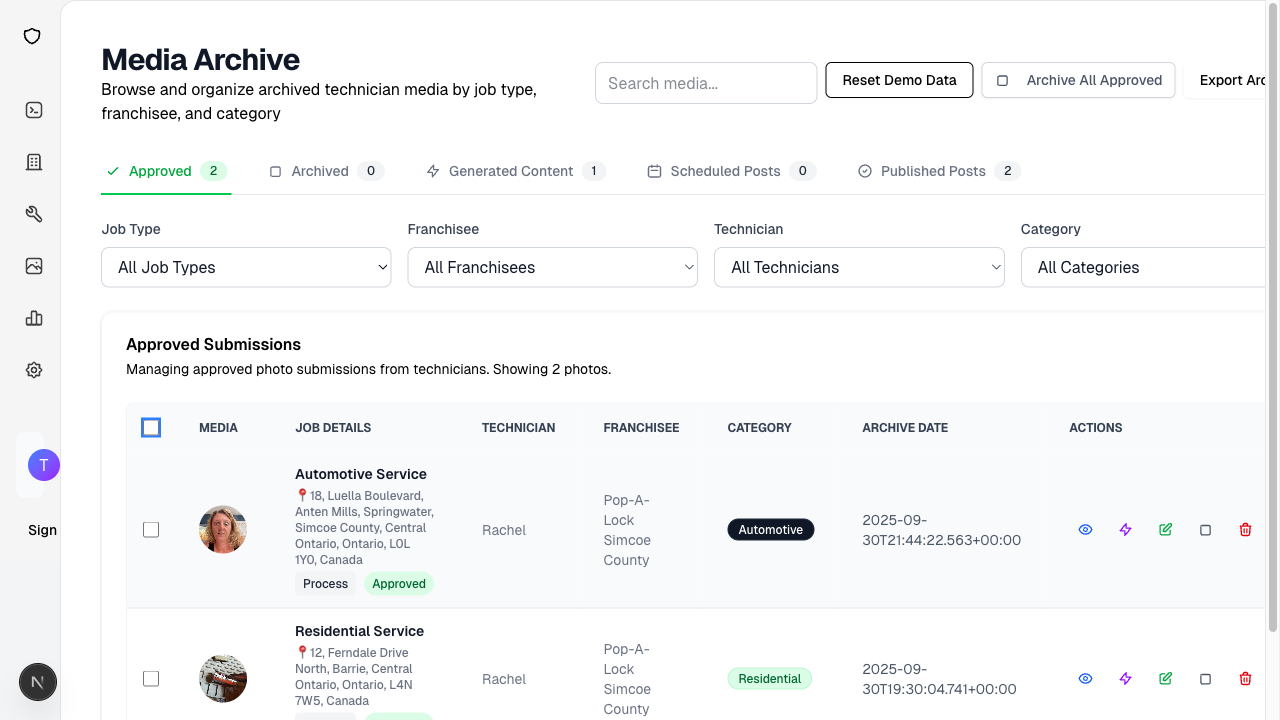 Media Archive
Browse and organize archived technician media by job type,
franchisee, and category
Search media...
Reset Demo Data
Archive All Approved
Export Arc
Approved 2
Archived 0
Generated Content 1
Scheduled Posts 0
Published Posts 2
Job Type
Franchisee
Technician
Category
All Job Types
All Franchisees
All Technicians
All Categories
Approved Submissions
Managing approved photo submissions from technicians. Showing 2 photos.
MEDIA
JOB DETAILS
TECHNICIAN
FRANCHISEE
CATEGORY
ARCHIVE DATE
ACTIONS
Automotive Service
18, Luella Boulevard,
Anten Mills, Springwater,
Simcoe County, Central
Ontario, Ontario, L0L
1Y0, Canada
Process
Approved
Rachel
Pop-A-
Lock
Simcoe
County
Automotive
2025-09-
30T21:44:22.563+00:00
Residential Service
12, Ferndale Drive
North, Barrie, Central
Ontario, Ontario, L4N
7W5, Canada
Rachel
Pop-A-
Lock
Simcoe
County
Residential
2025-09-
30T19:30:04.741+00:00
T
Sign
N